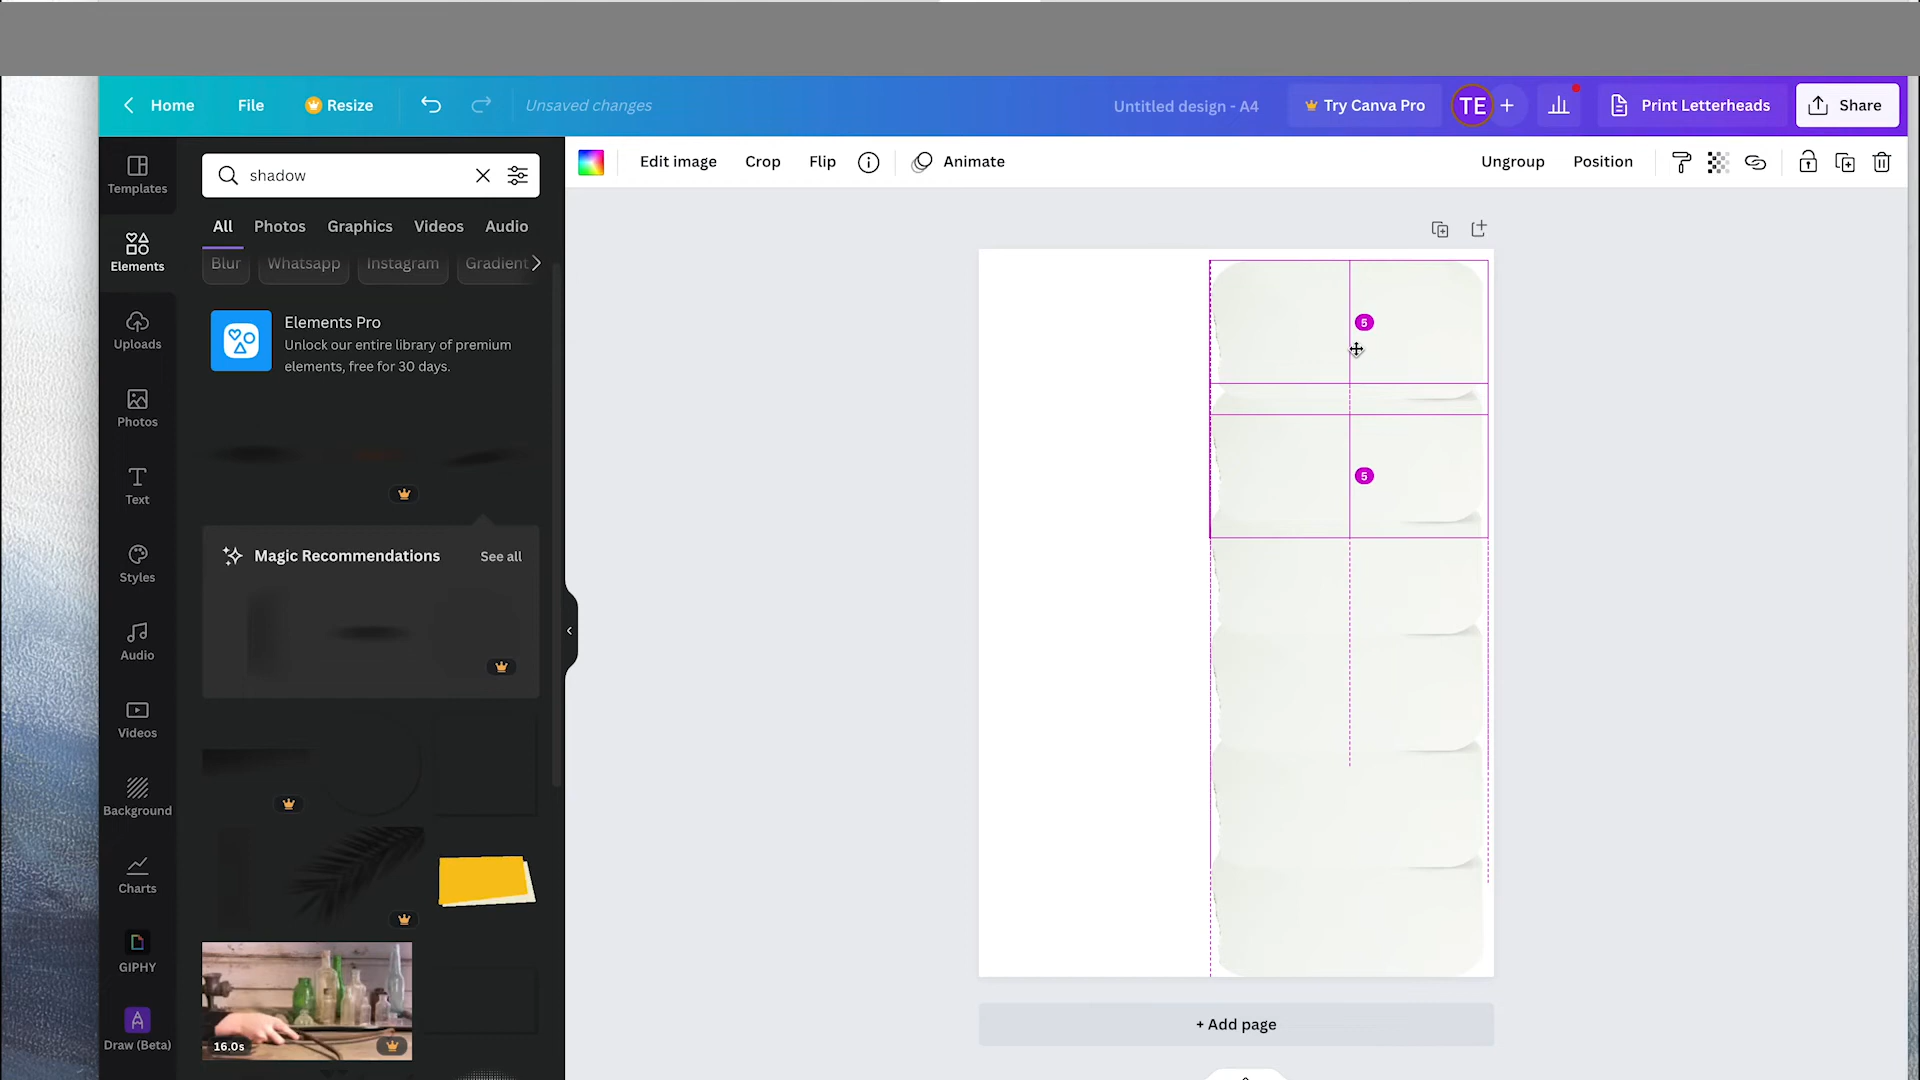 Home
File
Resize
Unsaved changes
Untitled design - A4
Try Canva Pro
TE
Print Letterheads
Share
shadow
Edit image
Crop
Flip
Animate
Ungroup
Position
All
Photos
Graphics
Videos
Audio
Blur
Whatsapp
Instagram
Gradient
Elements Pro
Unlock our entire library of premium
elements, free for 30 days.
Magic Recommendations
See all
16.0s
Templates
Elements
Uploads
Photos
Text
Styles
Audio
Videos
Background
Charts
GIPHY
Draw (Beta)
5
5
+ Add page